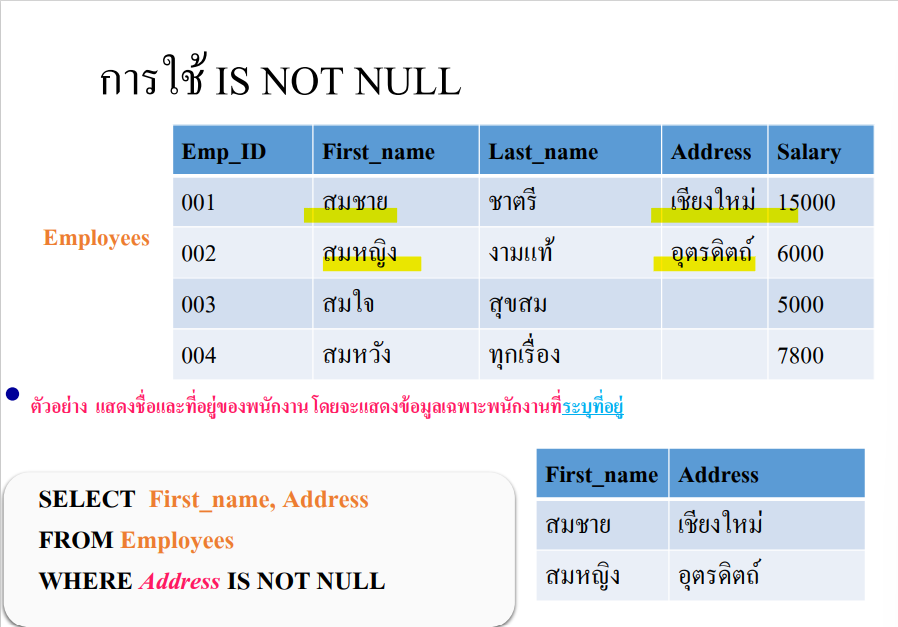 การใช้ IS NOT NULL
Emp_ID First_name Last_name Address Salary
001 สมชาย ชาตรี เชียงใหม่ 15000
Employees
002 สมหญิง งามแท้ อุตรดิตถ์ 6000
003 สมใจ สุขสม 5000
004 สมหวัง ทุกเรื่อง 7800
ตัวอย่าง แสดงชื่อและที่อยู่ของพนักงาน โดยจะแสดงข้อมูลเฉพาะพนักงานที่ระบุที่อยู่
SELECT First_name, Address
FROM Employees
WHERE Address IS NOT NULL
First_name Address
สมชาย เชียงใหม่
สมหญิง อุตรดิตถ์